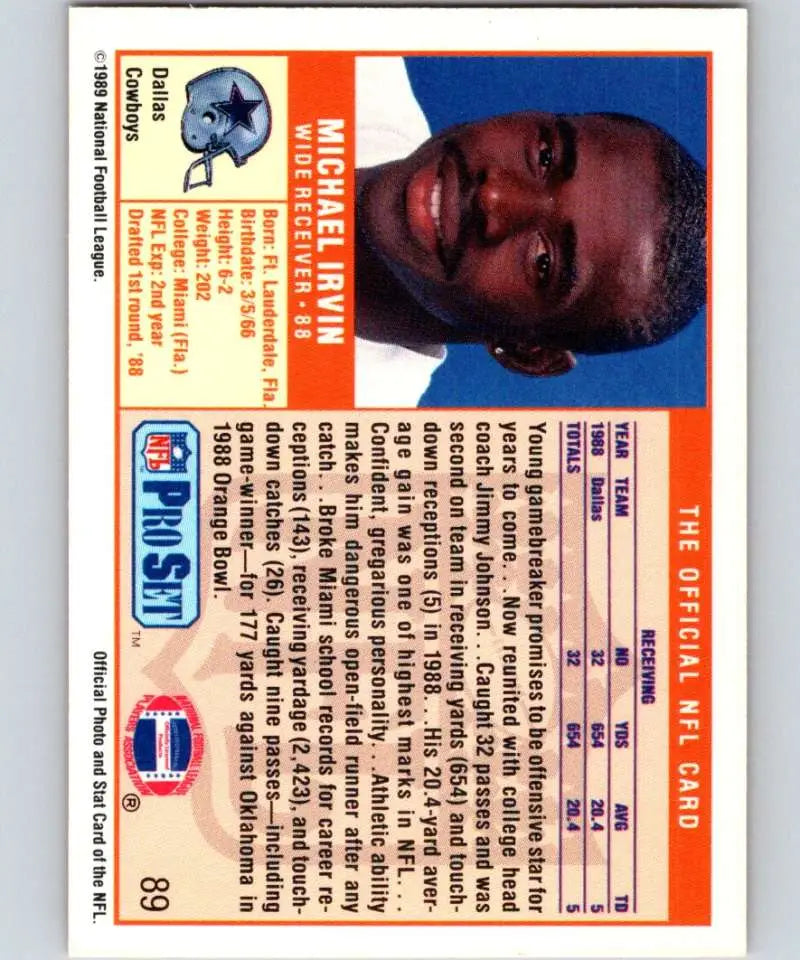 THE OFFICIAL NFL CARD
MICHAEL IRVIN
WIDE RECEIVER • 88
Born: Ft. Lauderdale, Fla.
Birthdate: 3/5/66
Height: 6-2
Weight: 202
College: Miami (Fla.)
NFL Exp: 2nd year
Drafted 1st round, '88
Dallas
Cowboys
RECEIVING
YEAR TEAM NO YDS AVG TD
1988 Dallas 32 654 20.4 5
TOTALS 32 654 20.4 5
Young gamebreaker promises to be offensive star for
years to come. . .Now reunited with college head
coach Jimmy Johnson. . .Caught 32 passes and was
second on team in receiving yards (654) and touch-
down receptions (5) in 1988. . .His 20.4-yard aver-
age gain was one of highest marks in NFL. . .
Confident, gregarious personality. . .Athletic ability
makes him dangerous open-field runner after any
catch. . .Broke Miami school records for career re-
ceptions (143), receiving yardage (2,423), and touch-
down catches (26). Caught nine passes—including
game-winner—for 177 yards against Oklahoma in
1988 Orange Bowl.
NFL PRO SET ™
NATIONAL FOOTBALL LEAGUE
PLAYERS ASSOCIATION
®
89
©1989 National Football League.
Official Photo and Stat Card of the NFL.